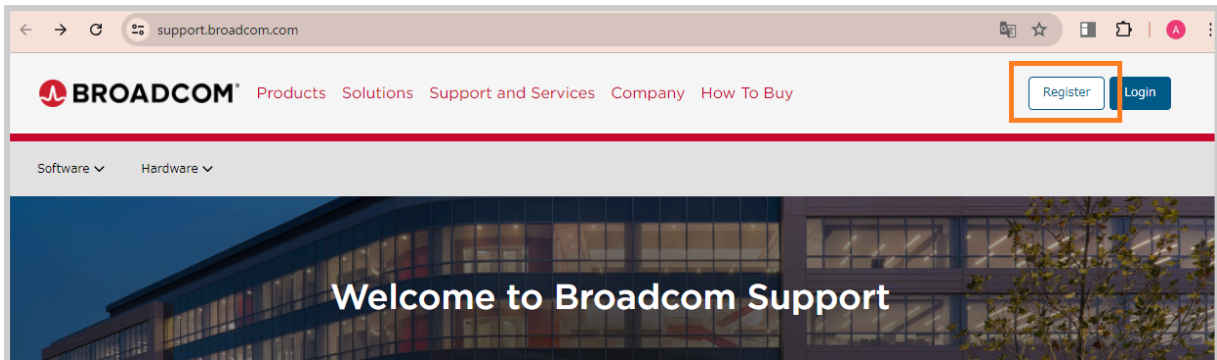 support.broadcom.com
A
BROADCOM®
Products Solutions Support and Services Company How To Buy
Register Login
Software Hardware
Welcome to Broadcom Support